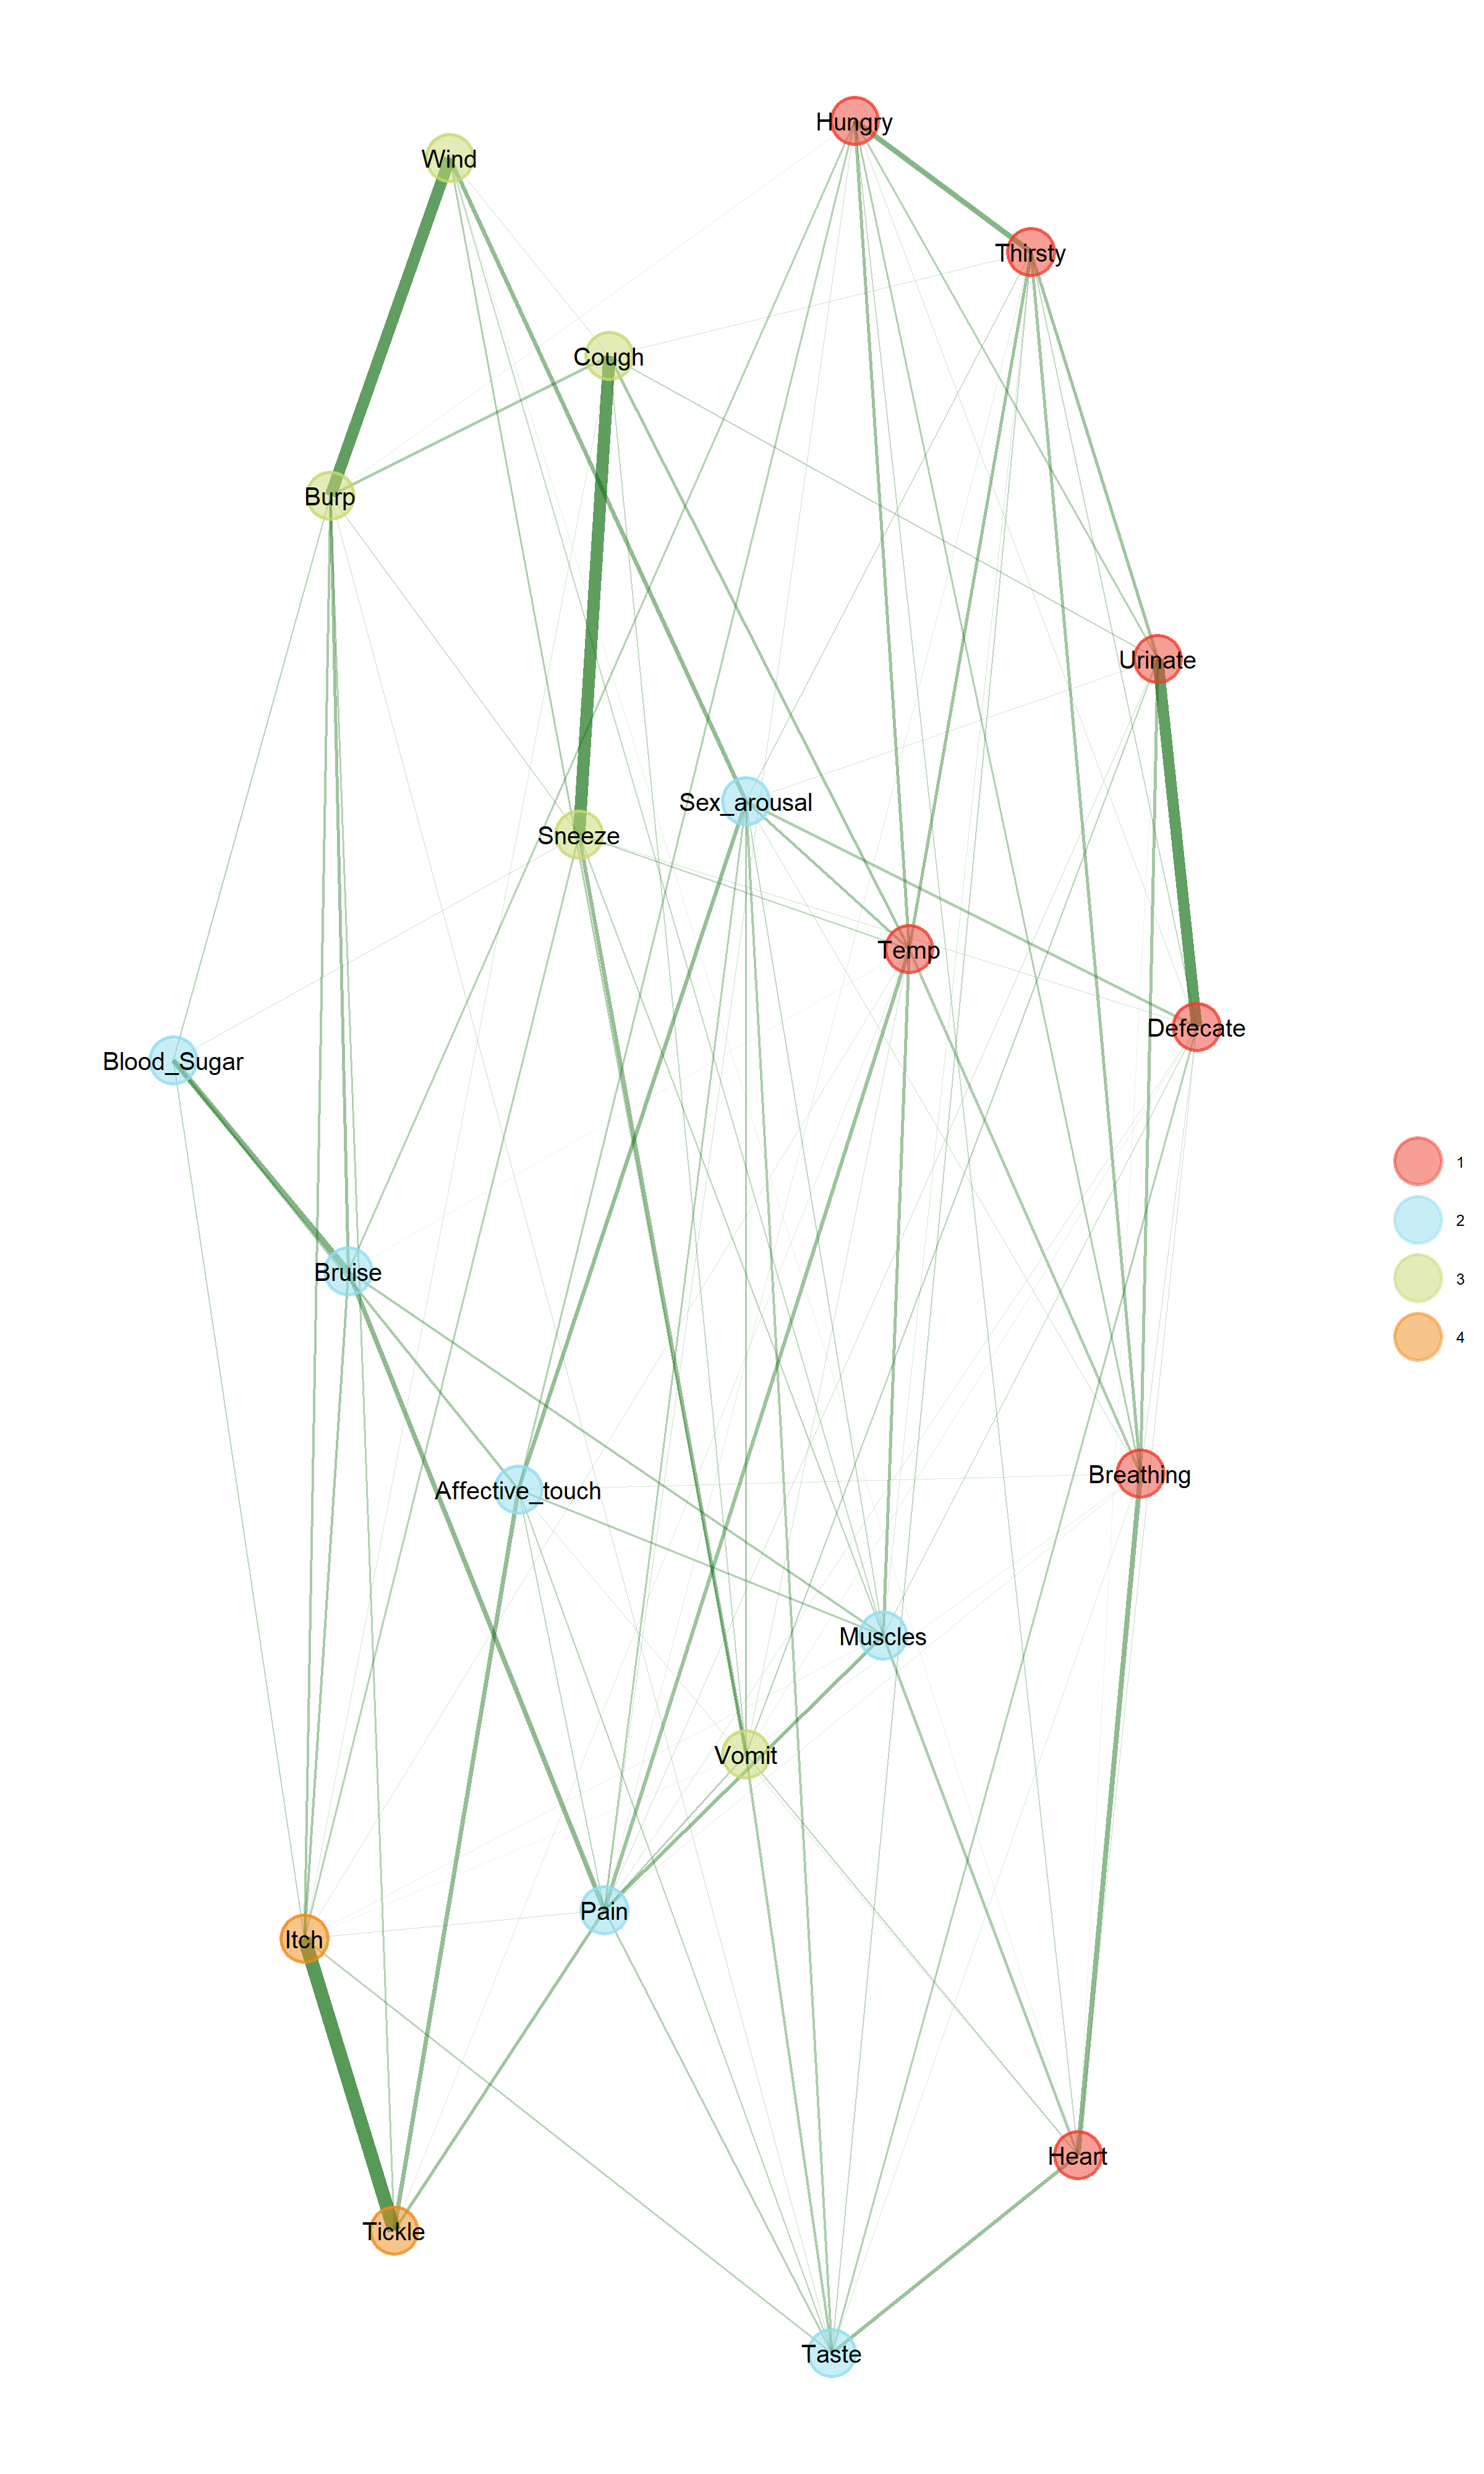 Hungry
Wind
Thirsty
Cough
Burp
Urinate
Sex_arousal
Sneeze
Temp
Defecate
Blood_Sugar
1
2
Bruise
3
4
Breathing
Affective_touch
Muscles
Vomit
Pain
Itch
Heart
Tickle
Taste